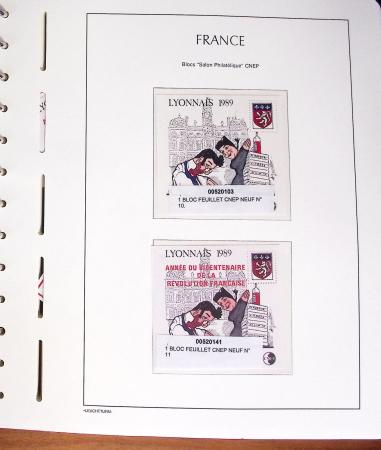 FRANCE
Blocs "Salon Philatélique" CNEP
LYONNAIS 1989
00520103
1 BLOC FEUILLET CNEP NEUF N°
10.
LYONNAIS 1989
ANNÉE DU BICENTENAIRE
DE LA
RÉVOLUTION FRANÇAISE
00520141
1 BLOC FEUILLET CNEP NEUF N°
11
LEUCHTTURM